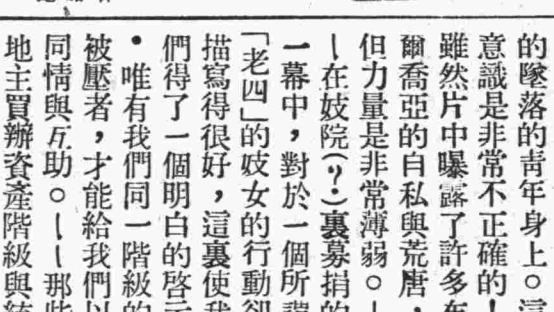 的墜落的靑年身上。這
意識是非常不正確的！
雖然片中曝露了許多布
爾喬亞的自私與荒唐，
但力量是非常薄弱。—
—在妓院（？）裏募捐的
一幕中，對於一個所謂
「老四」的妓女的行動卻
描寫得很好，這裏使我
們得了一個明白的啓示
•唯有我們同一階級的
被壓者，才能給我們以
同情與互助。——那些
地主買辦資產階級與統